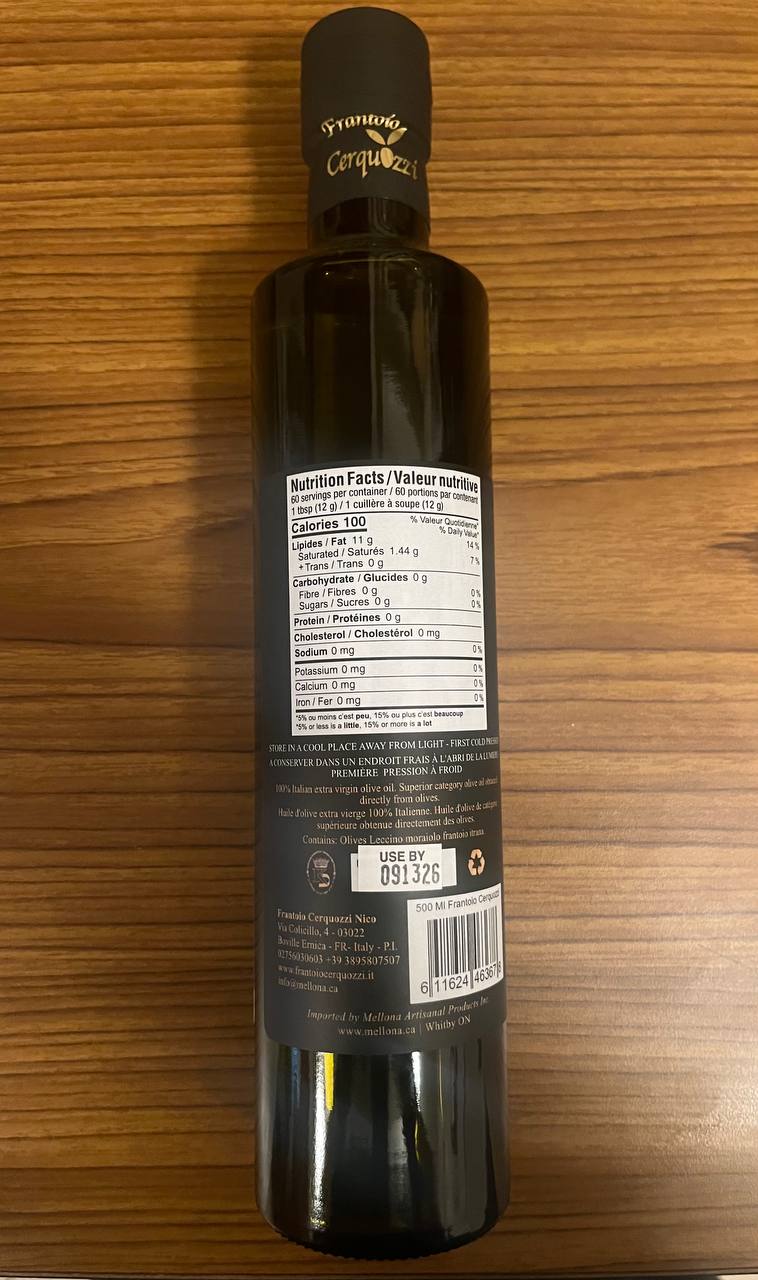 Frantoio
Cerquozzi
Nutrition Facts / Valeur nutritive
60 servings per container / 60 portions par contenant
1 tbsp (12 g) / 1 cuillère à soupe (12 g)
Calories 100
% Valeur Quotidienne*
% Daily Value*
Lipides / Fat 11 g 14 %
Saturated / Saturés 1.44 g
+ Trans / Trans 0 g 7 %
Carbohydrate / Glucides 0 g
Fibre / Fibres 0 g 0 %
Sugars / Sucres 0 g 0 %
Protein / Protéines 0 g
Cholesterol / Cholestérol 0 mg
Sodium 0 mg 0 %
Potassium 0 mg 0 %
Calcium 0 mg 0 %
Iron / Fer 0 mg 0 %
*5% ou moins c'est peu, 15% ou plus c'est beaucoup
*5% or less is a little, 15% or more is a lot
STORE IN A COOL PLACE AWAY FROM LIGHT - FIRST COLD
A CONSERVER DANS UN ENDROIT FRAIS À L'ABRI DE LA
PREMIÈRE PRESSION À FROID
100% Italian extra virgin olive oil. Superior category olive oil
directly from olives.
Huile d'olive extra vierge 100% Italienne. Huile d'olive de
supérieure obtenue directement des olives.
Contains: Olives Leccino moraiolo frantoio itrana.
USE BY
091326
500 Ml Frantoio Cerquozzi
6 11624 46367 8
Frantoio Cerquozzi Nico
Via Colicillo, 4 - 03022
Boville Ernica - FR- Italy - P.I.
02756030603 +39 3895807507
www.frantoiocerquozzi.it
info@mellona.ca
Imported by Mellona Artisanal Products Inc.
www.mellona.ca | Whitby ON